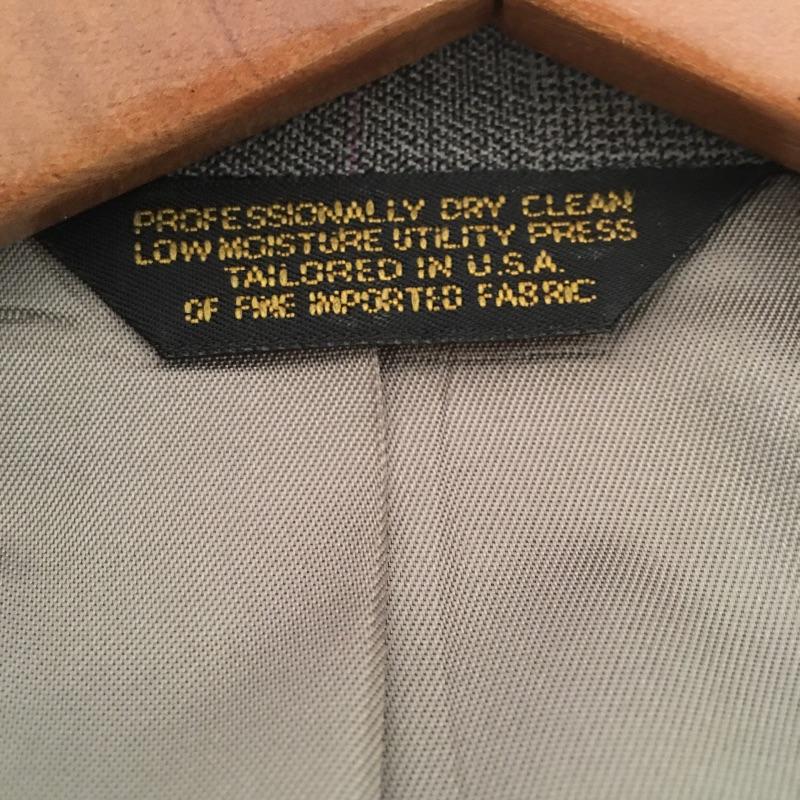 PROFESSIONALLY DRY CLEAN
LOW MOISTURE UTILITY PRESS
TAILORED IN U.S.A.
OF FINE IMPORTED FABRIC